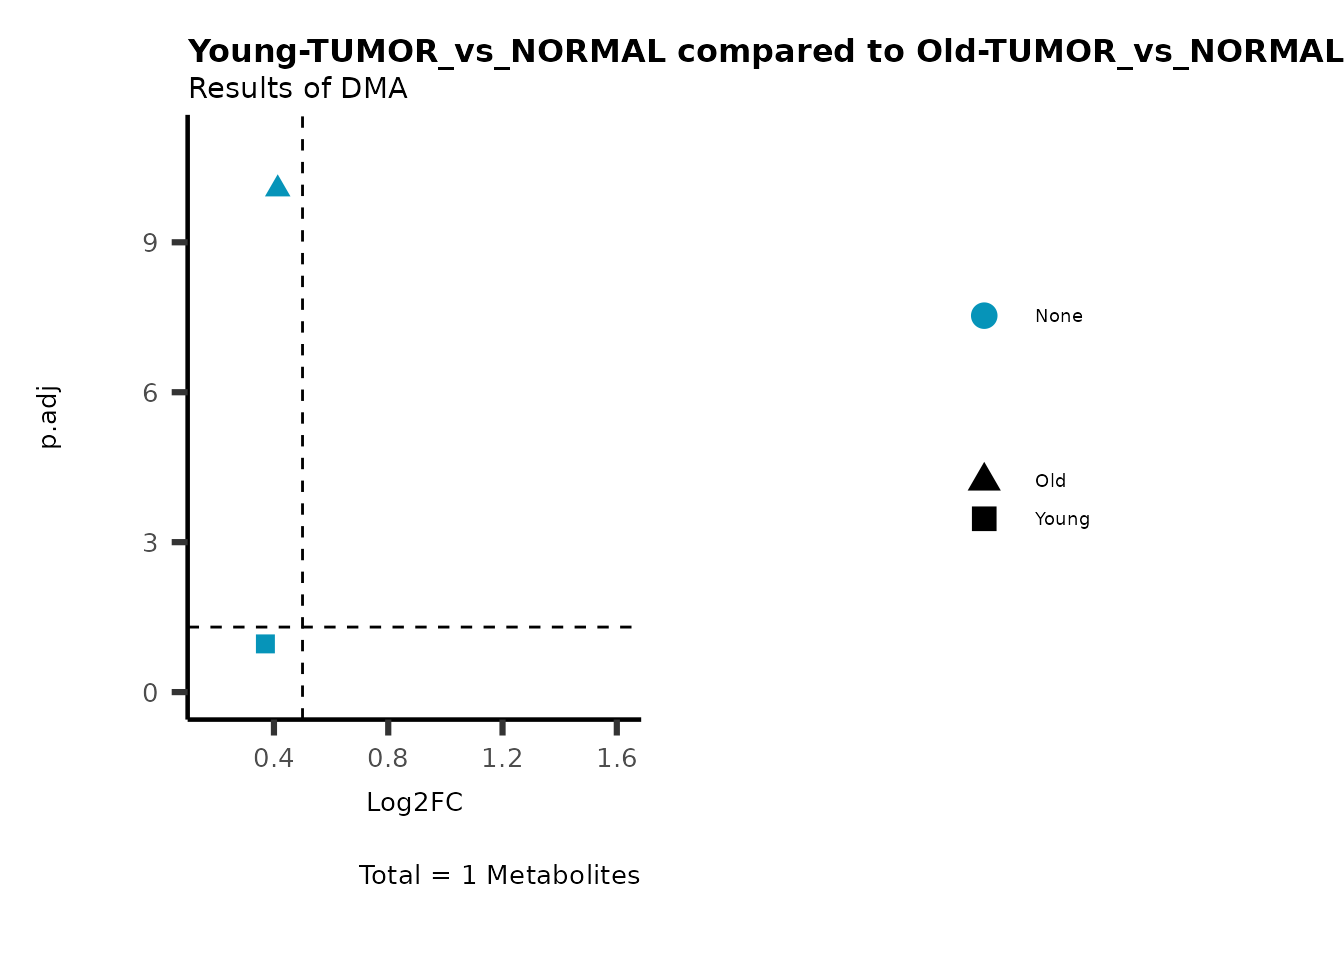 Young-TUMOR_vs_NORMAL compared to Old-TUMOR_vs_NORMAL
Results of DMA
p.adj
9
6
3
0
0.4 0.8 1.2 1.6
Log2FC
Total = 1 Metabolites
None
Old
Young